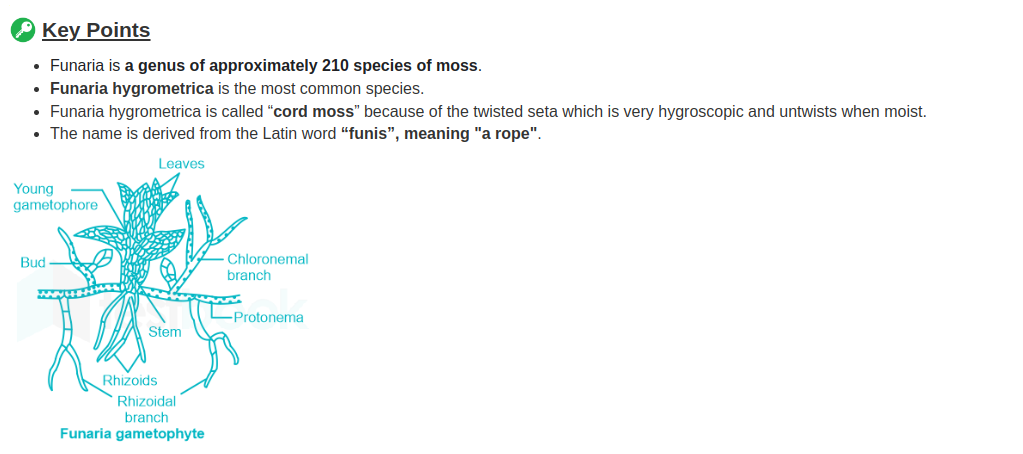 Key Points
Funaria is a genus of approximately 210 species of moss.
Funaria hygrometrica is the most common species.
Funaria hygrometrica is called “cord moss” because of the twisted seta which is very hygroscopic and untwists when moist.
The name is derived from the Latin word “funis”, meaning "a rope".
Leaves
Young
gametophore
Bud
Chloronemal
branch
Protonema
Stem
Rhizoids
Rhizoidal
branch
Funaria gametophyte